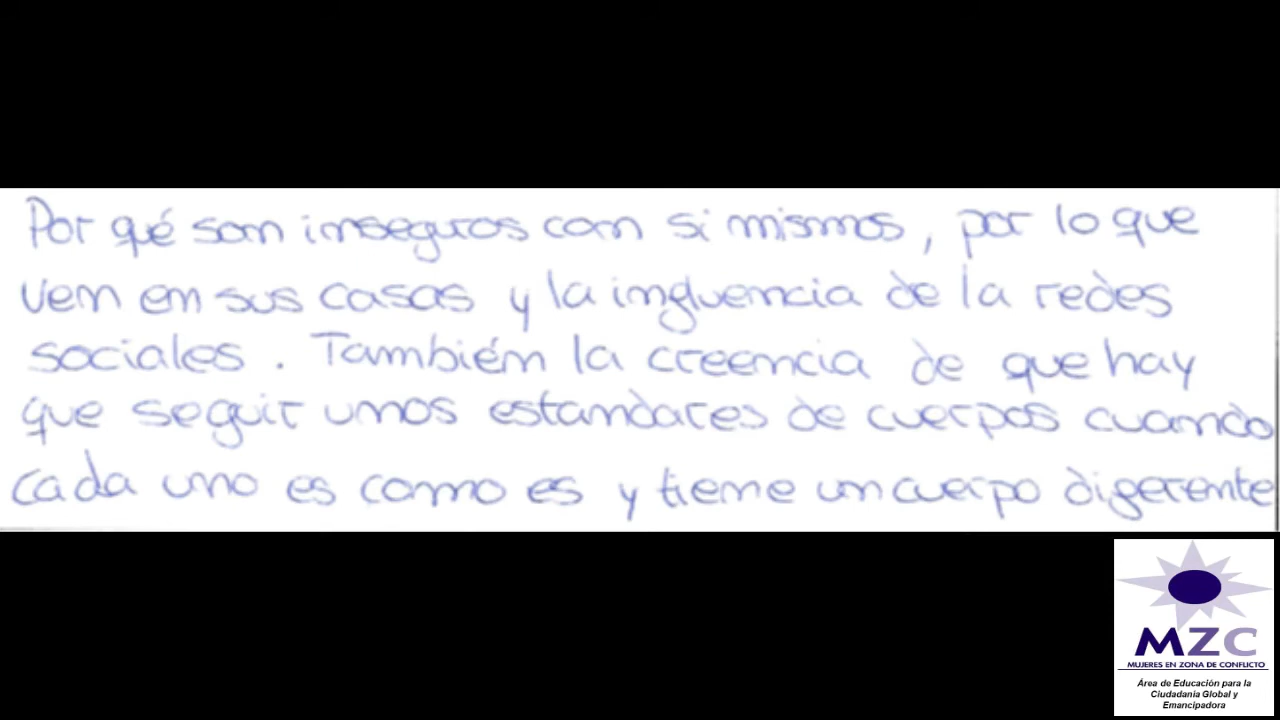 Por qué son inseguros con si mismos, por lo que
ven en sus casas y la influencia de la redes
sociales. También la creencia de que hay
que seguir unos estandares de cuerpos cuando
cada uno es como es y tiene un cuerpo diferente
MZC
MUJERES EN ZONA DE CONFLICTO
Área de Educación para la
Ciudadanía Global y
Emancipadora